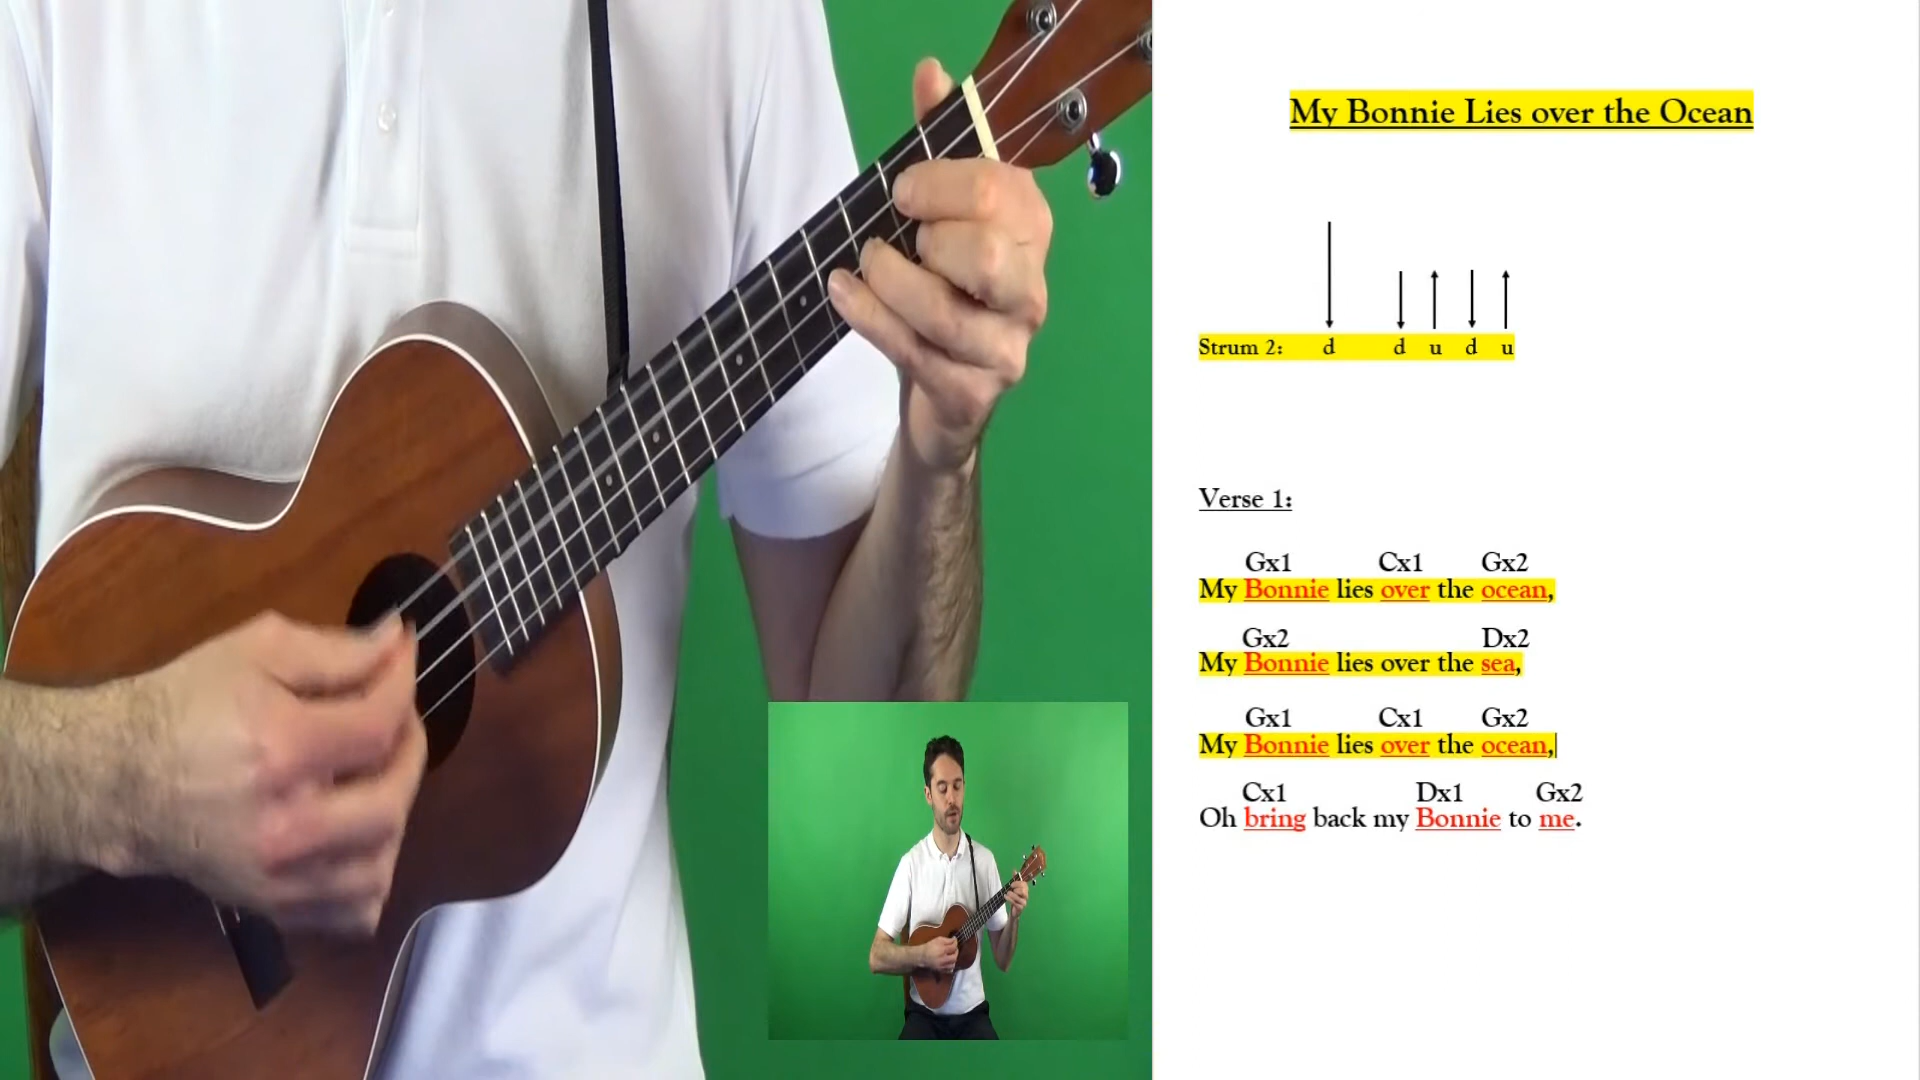 My Bonnie Lies over the Ocean
Strum 2: d d u d u
Verse 1:
Gx1 Cx1 Gx2
My Bonnie lies over the ocean,
Gx2 Dx2
My Bonnie lies over the sea,
Gx1 Cx1 Gx2
My Bonnie lies over the ocean,
Cx1 Dx1 Gx2
Oh bring back my Bonnie to me.